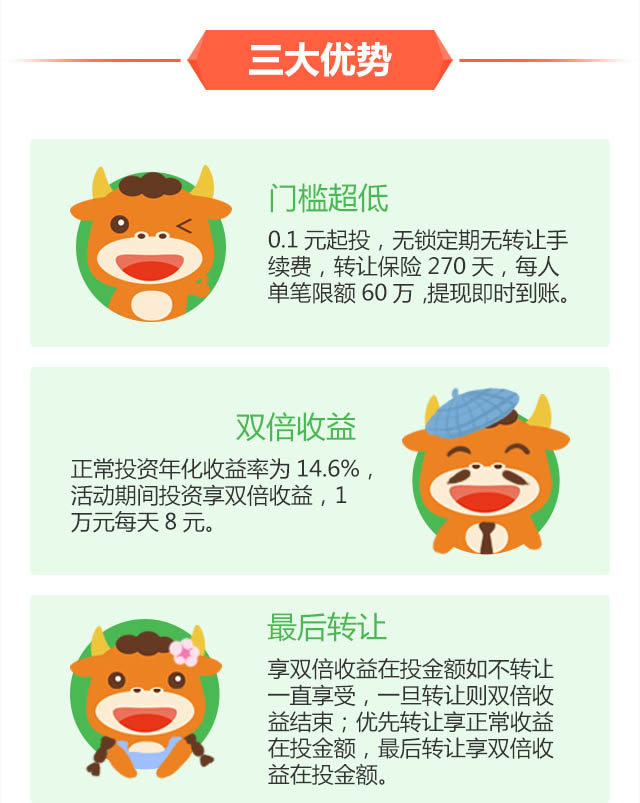 三大优势
门槛超低
0.1 元起投，无锁定期无转让手
续费，转让保险 270 天，每人
单笔限额 60 万 ,提现即时到账。
双倍收益
正常投资年化收益率为 14.6%，
活动期间投资享双倍收益，1
万元每天 8 元。
最后转让
享双倍收益在投金额如不转让
一直享受，一旦转让则双倍收
益结束；优先转让享正常收益
在投金额，最后转让享双倍收
益在投金额。